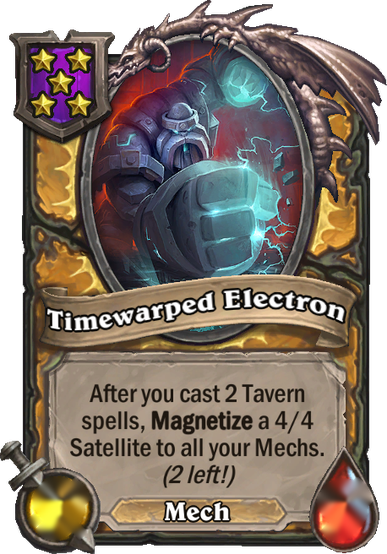 Timewarped Electron
After you cast 2 Tavern
spells, Magnetize a 4/4
Satellite to all your Mechs.
(2 left!)
Mech